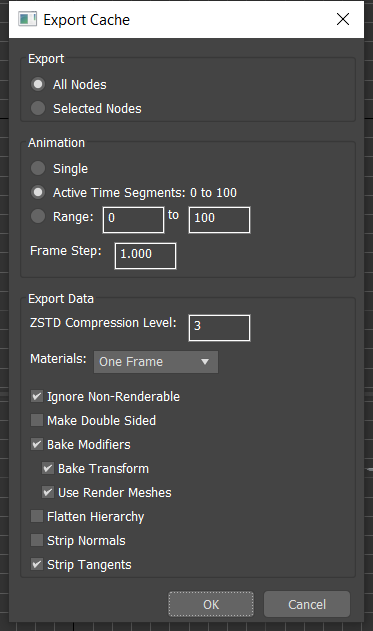 Export Cache
Export
All Nodes
Selected Nodes
Animation
Single
Active Time Segments: 0 to 100
Range: 0 to 100
Frame Step: 1.000
Export Data
ZSTD Compression Level: 3
Materials: One Frame
Ignore Non-Renderable
Make Double Sided
Bake Modifiers
Bake Transform
Use Render Meshes
Flatten Hierarchy
Strip Normals
Strip Tangents
OK Cancel